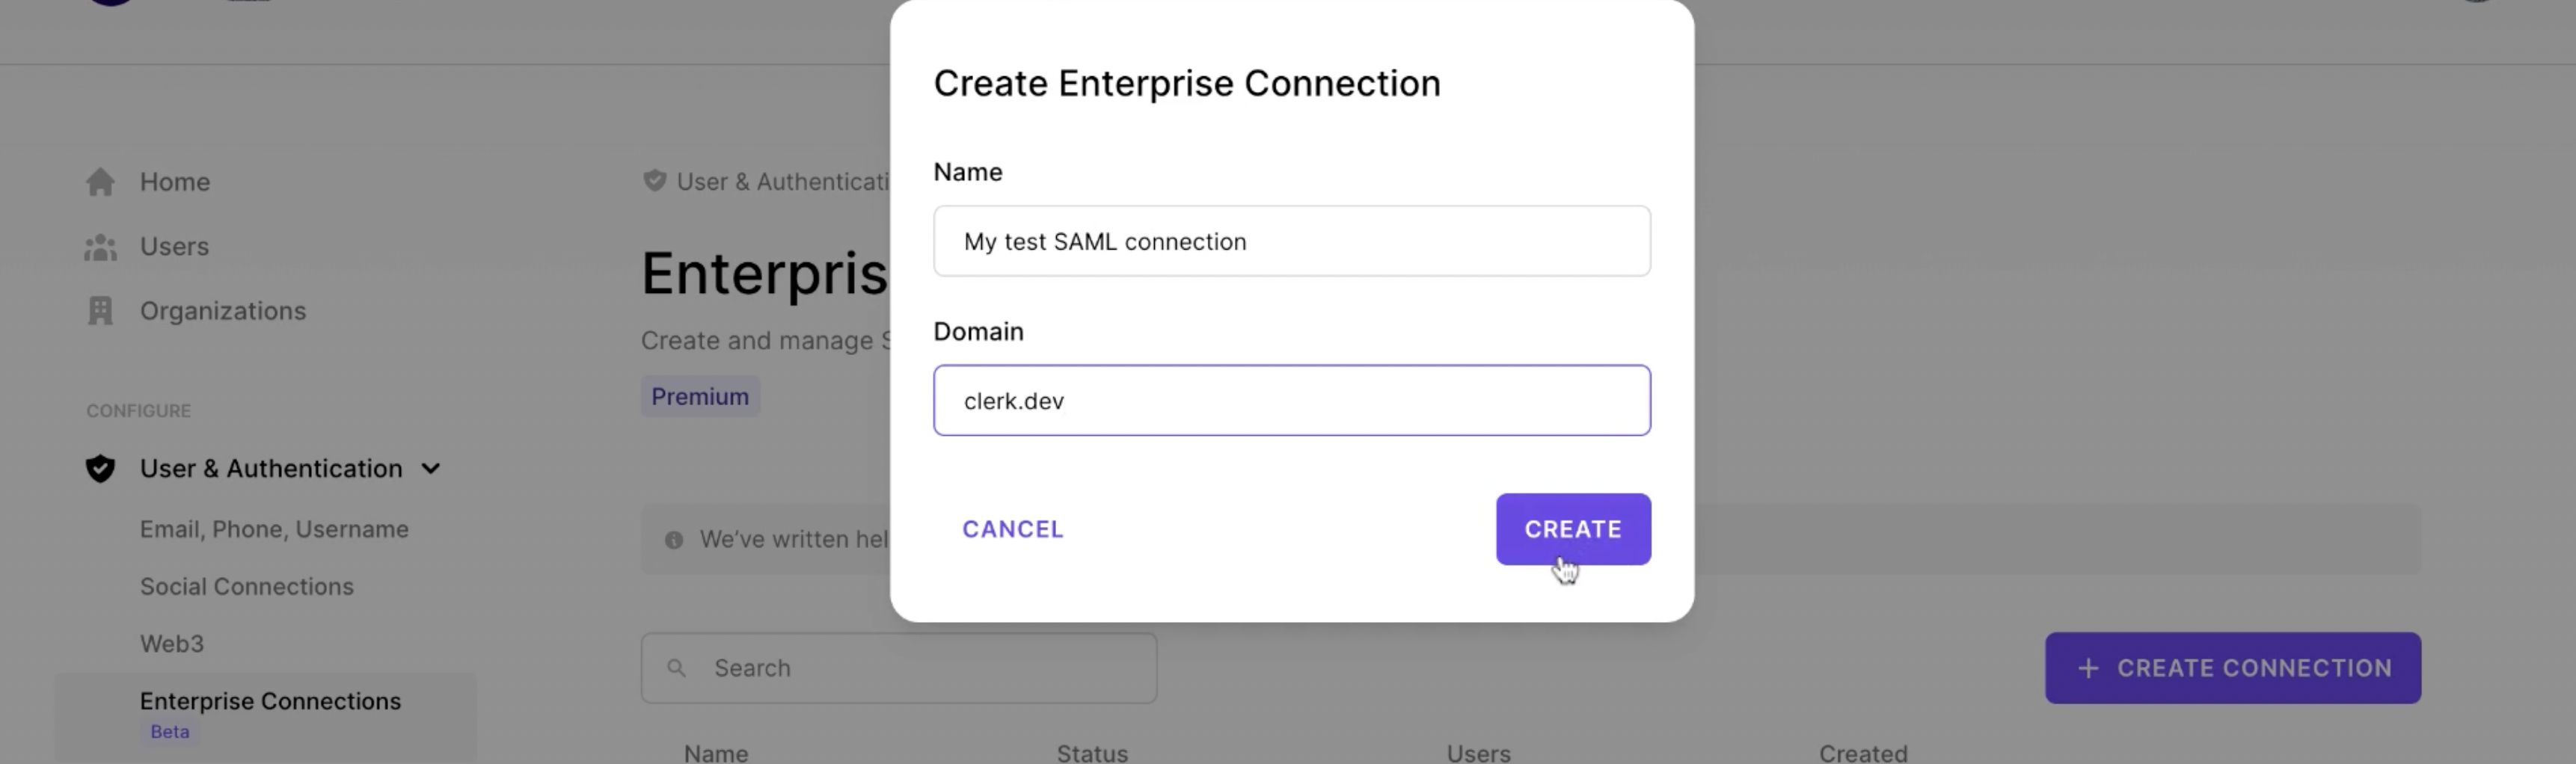 Create Enterprise Connection
Name
My test SAML connection
Domain
clerk.dev
CANCEL
CREATE
Home
Users
Organizations
CONFIGURE
User & Authentication
Email, Phone, Username
Social Connections
Web3
Enterprise Connections
Beta
User & Authenticati
Enterpris
Create and manage S
Premium
We've written hel
Search
+ CREATE CONNECTION
Name Status Users Created